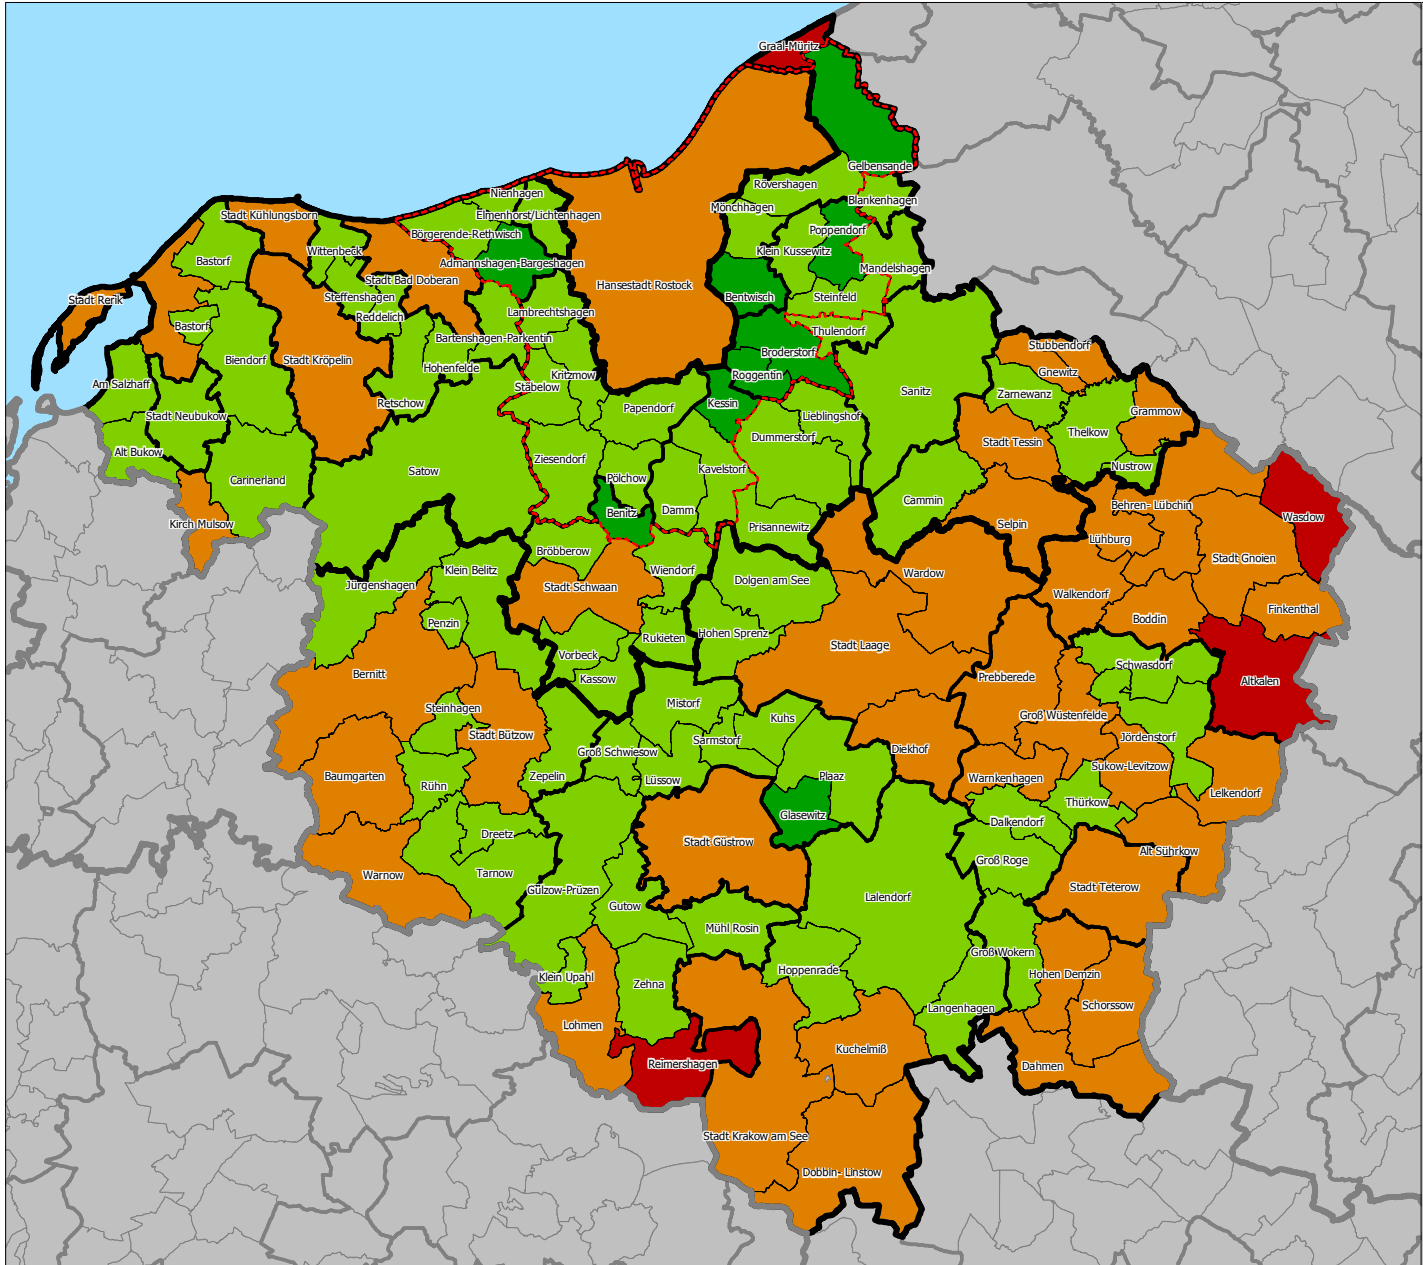 Graal-Müritz
Gelbensande
Rövershagen
Nienhagen
Blankenhagen
Mönchhagen
Stadt Kühlungsborn
Elmenhorst/Lichtenhagen
Börgerende-Rethwisch
Poppendorf
Wittenbeck
Klein Kussewitz
Bastorf
Admannshagen-Bargeshagen
Mandelshagen
Stadt Bad Doberan
Hansestadt Rostock
Stadt Rerik
Steffenshagen
Bentwisch
Steinfeld
Reddelich
Lambrechtshagen
Bastorf
Thulendorf
Bartenshagen-Parkentin
Stubbendorf
Broderstorf
Biendorf
Stadt Kröpelin
Hohenfelde
Gnewitz
Kritzmow
Roggentin
Am Salzhaff
Stäbelow
Sanitz
Zarnewanz
Retschow
Kessin
Papendorf
Grammow
Stadt Neubukow
Lieblingshof
Thelkow
Dummerstorf
Stadt Tessin
Alt Bukow
Ziesendorf
Nustrow
Satow
Kavelstorf
Carinerland
Pölchow
Cammin
Behren- Lübchin
Benitz
Damm
Wasdow
Kirch Mulsow
Prisannewitz
Selpin
Lühburg
Bröbberow
Stadt Gnoien
Klein Belitz
Wiendorf
Wardow
Dolgen am See
Jürgenshagen
Stadt Schwaan
Walkendorf
Finkenthal
Penzin
Boddin
Hohen Sprenz
Rukieten
Stadt Laage
Vorbeck
Schwasdorf
Bernitt
Kassow
Prebberede
Altkalen
Mistorf
Steinhagen
Groß Wüstenfelde
Kuhs
Stadt Bützow
Jördenstorf
Sarmstorf
Groß Schwiesow
Diekhof
Sukow-Levitzow
Baumgarten
Zepelin
Plaaz
Warnkenhagen
Lüssow
Rühn
Lelkendorf
Thürkow
Glasewitz
Dalkendorf
Dreetz
Stadt Güstrow
Alt Sührkow
Groß Roge
Warnow
Tarnow
Stadt Teterow
Gülzow-Prüzen
Lalendorf
Gutow
Mühl Rosin
Groß Wokern
Hoppenrade
Hohen Demzin
Klein Upahl
Zehna
Schorssow
Langenhagen
Lohmen
Kuchelmiß
Reimershagen
Dahmen
Stadt Krakow am See
Dobbin- Linstow